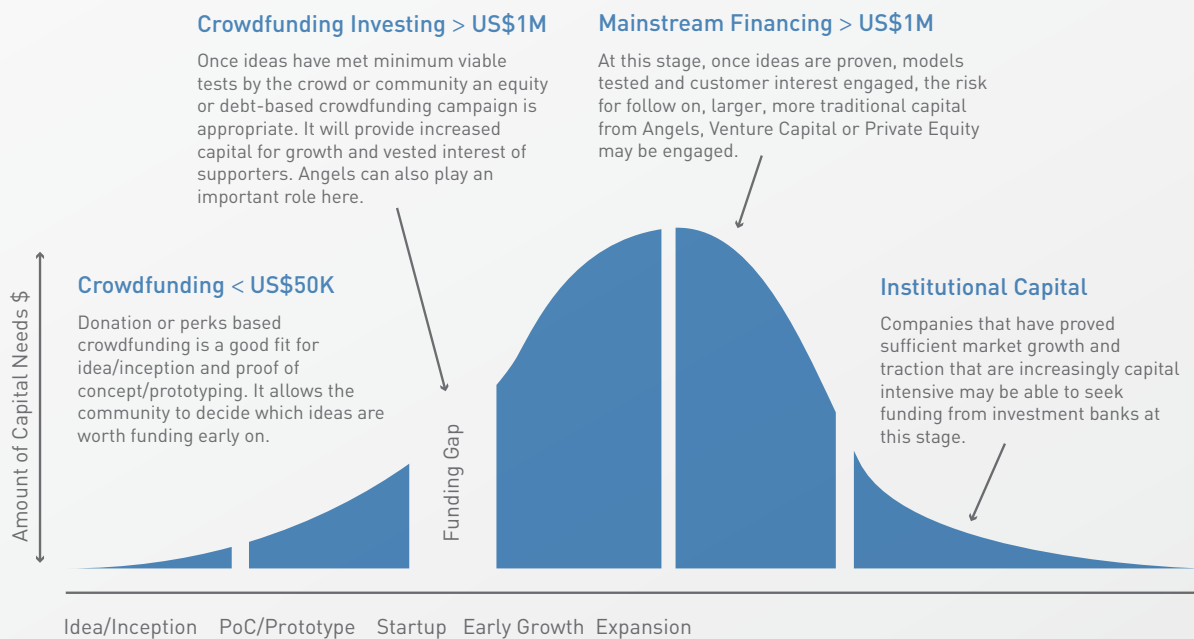 Crowdfunding Investing > US$1M
Once ideas have met minimum viable
tests by the crowd or community an equity
or debt-based crowdfunding campaign is
appropriate. It will provide increased
capital for growth and vested interest of
supporters. Angels can also play an
important role here.
Mainstream Financing > US$1M
At this stage, once ideas are proven, models
tested and customer interest engaged, the risk
for follow on, larger, more traditional capital
from Angels, Venture Capital or Private Equity
may be engaged.
Crowdfunding < US$50K
Donation or perks based
crowdfunding is a good fit for
idea/inception and proof of
concept/prototyping. It allows the
community to decide which ideas are
worth funding early on.
Institutional Capital
Companies that have proved
sufficient market growth and
traction that are increasingly capital
intensive may be able to seek
funding from investment banks at
this stage.
Amount of Capital Needs $
Funding Gap
Idea/Inception PoC/Prototype Startup Early Growth Expansion